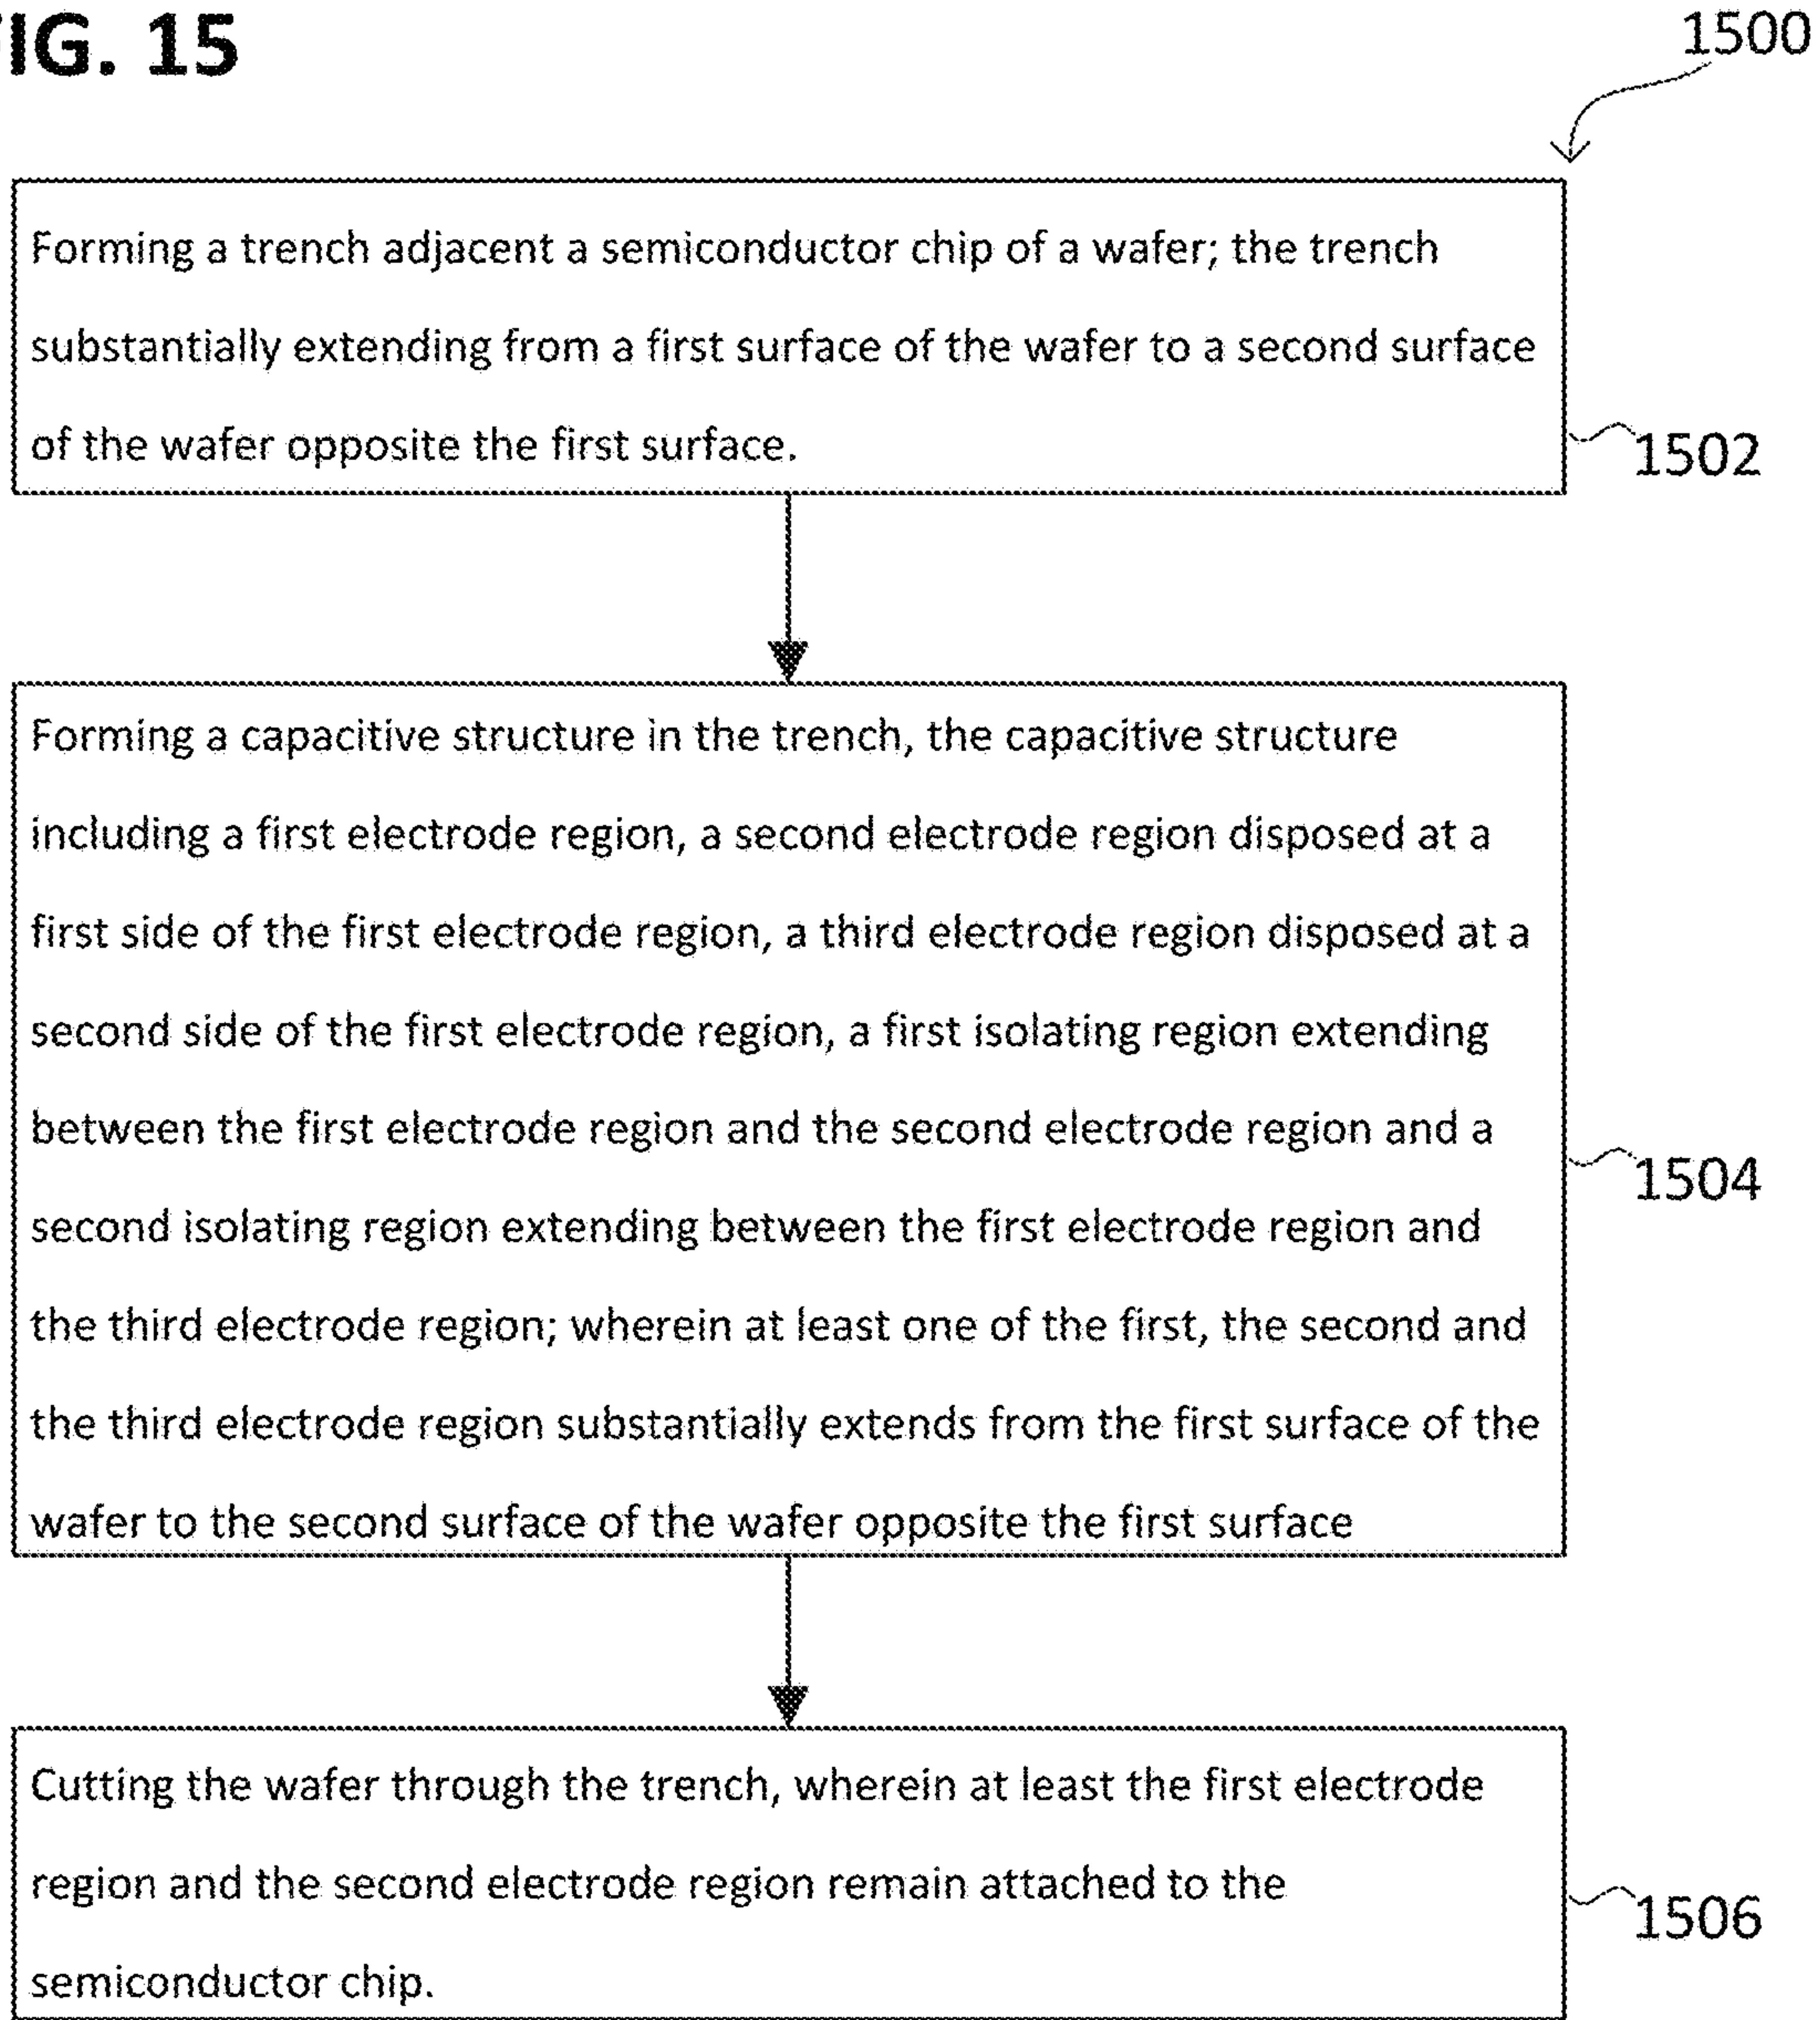 IG. 15
1500
Forming a trench adjacent a semiconductor chip of a wafer; the trench
substantially extending from a first surface of the wafer to a second surface
of the wafer opposite the first surface.
1502
Forming a capacitive structure in the trench, the capacitive structure
including a first electrode region, a second electrode region disposed at a
first side of the first electrode region, a third electrode region disposed at a
second side of the first electrode region, a first isolating region extending
between the first electrode region and the second electrode region and a
second isolating region extending between the first electrode region and
the third electrode region; wherein at least one of the first, the second and
the third electrode region substantially extends from the first surface of the
wafer to the second surface of the wafer opposite the first surface
1504
Cutting the wafer through the trench, wherein at least the first electrode
region and the second electrode region remain attached to the
semiconductor chip.
1506